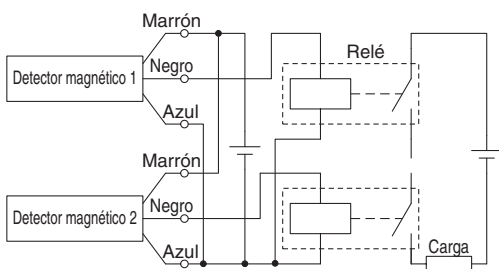 Marrón
Relé
Detector magnético 1
Negro
Azul
Marrón
Detector magnético 2
Negro
Azul
Carga